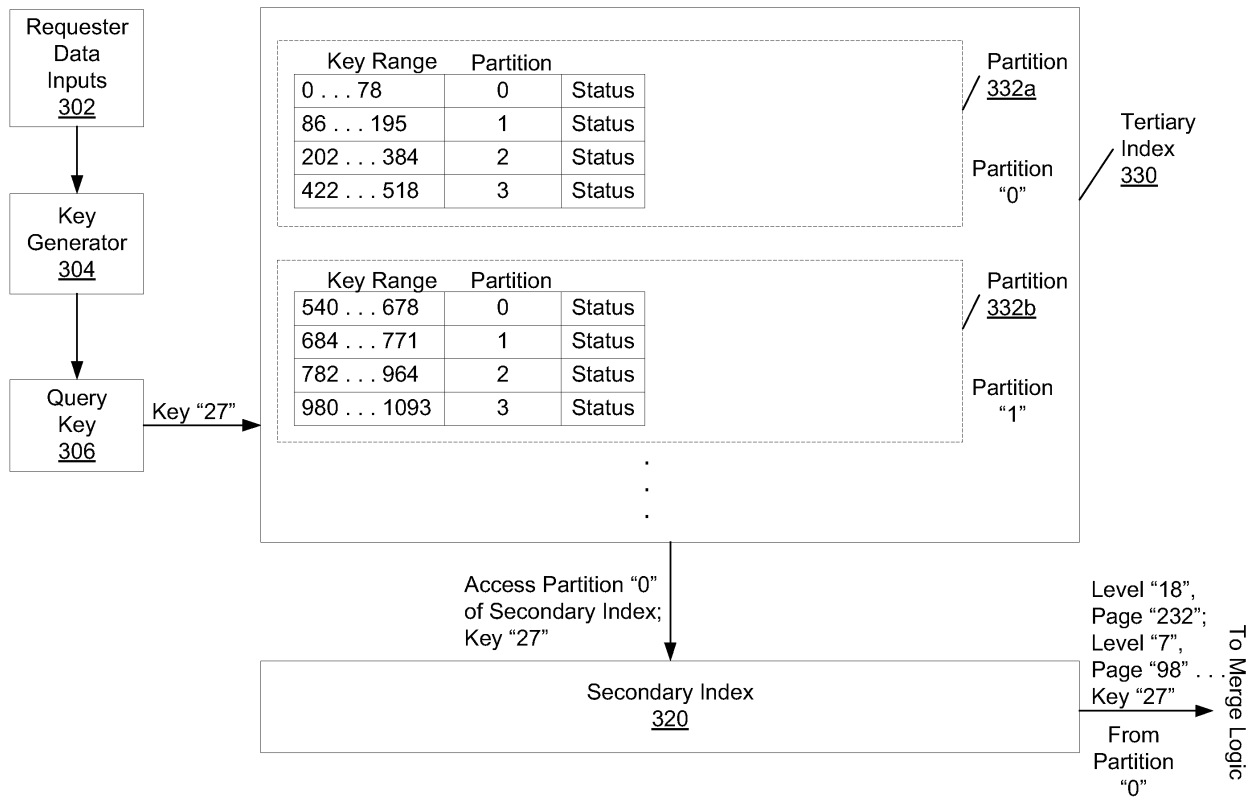 Requester
Data
Inputs
302
Key
Generator
304
Query
Key
306
Key “27”
Key Range Partition
0 . . . 78 0 Status
86 . . . 195 1 Status
202 . . . 384 2 Status
422 . . . 518 3 Status
Partition
332a
Partition
“0”
Tertiary
Index
330
Key Range Partition
540 . . . 678 0 Status
684 . . . 771 1 Status
782 . . . 964 2 Status
980 . . . 1093 3 Status
Partition
332b
Partition
“1”
.
.
.
Access Partition “0”
of Secondary Index;
Key “27”
Secondary Index
320
Level “18”,
Page “232”;
Level “7”,
Page “98” . . .
Key “27”
From
Partition
“0”
To Merge Logic